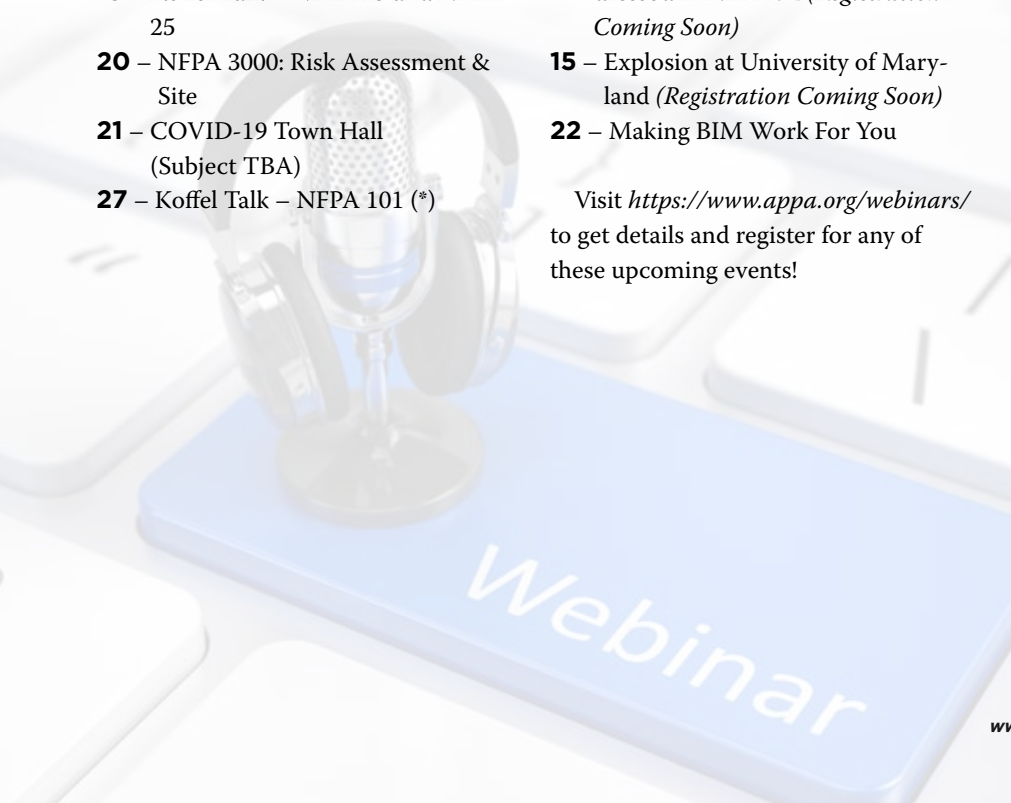 25
20 – NFPA 3000: Risk Assessment &
Site
21 – COVID-19 Town Hall
(Subject TBA)
27 – Koffel Talk – NFPA 101 (*)
Coming Soon)
15 – Explosion at University of Mary-
land (Registration Coming Soon)
22 – Making BIM Work For You
Visit https://www.appa.org/webinars/
to get details and register for any of
these upcoming events!
Webinar